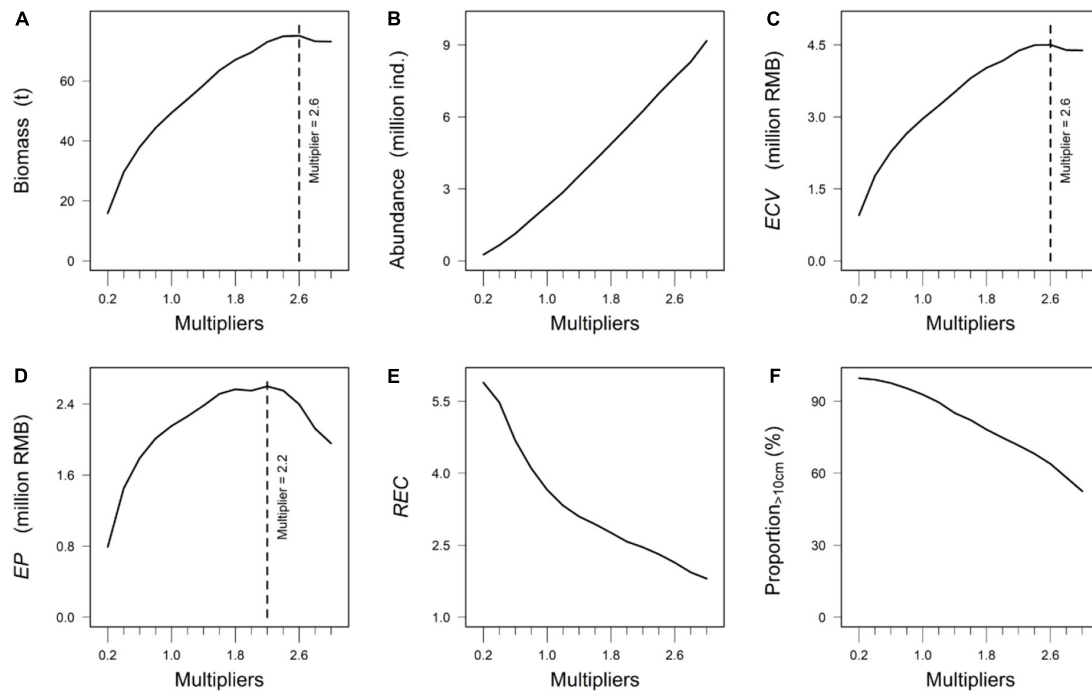 A
Biomass (t)
60
40
20
0
Multiplier = 2.6
0.2 1.0 1.8 2.6
Multipliers
B
Abundance (million ind.)
9
6
3
0
0.2 1.0 1.8 2.6
Multipliers
C
ECV (million RMB)
4.5
3.0
1.5
0.0
Multiplier = 2.6
0.2 1.0 1.8 2.6
Multipliers
D
EP (million RMB)
2.4
1.6
0.8
0.0
Multiplier = 2.2
0.2 1.0 1.8 2.6
Multipliers
E
REC
5.5
4.0
2.5
1.0
0.2 1.0 1.8 2.6
Multipliers
F
Proportion>10cm (%)
90
60
30
0
0.2 1.0 1.8 2.6
Multipliers